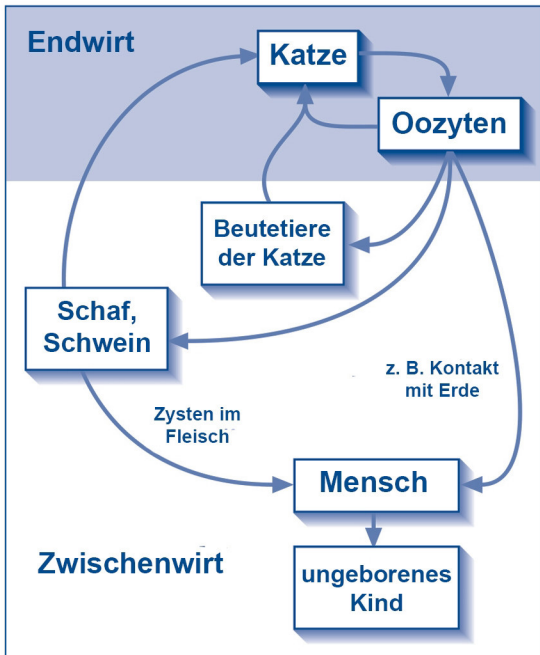 Endwirt
Katze
Oozyten
Beutetiere
der Katze
Schaf,
Schwein
z. B. Kontakt
mit Erde
Zysten im
Fleisch
Mensch
Zwischenwirt
ungeborenes
Kind